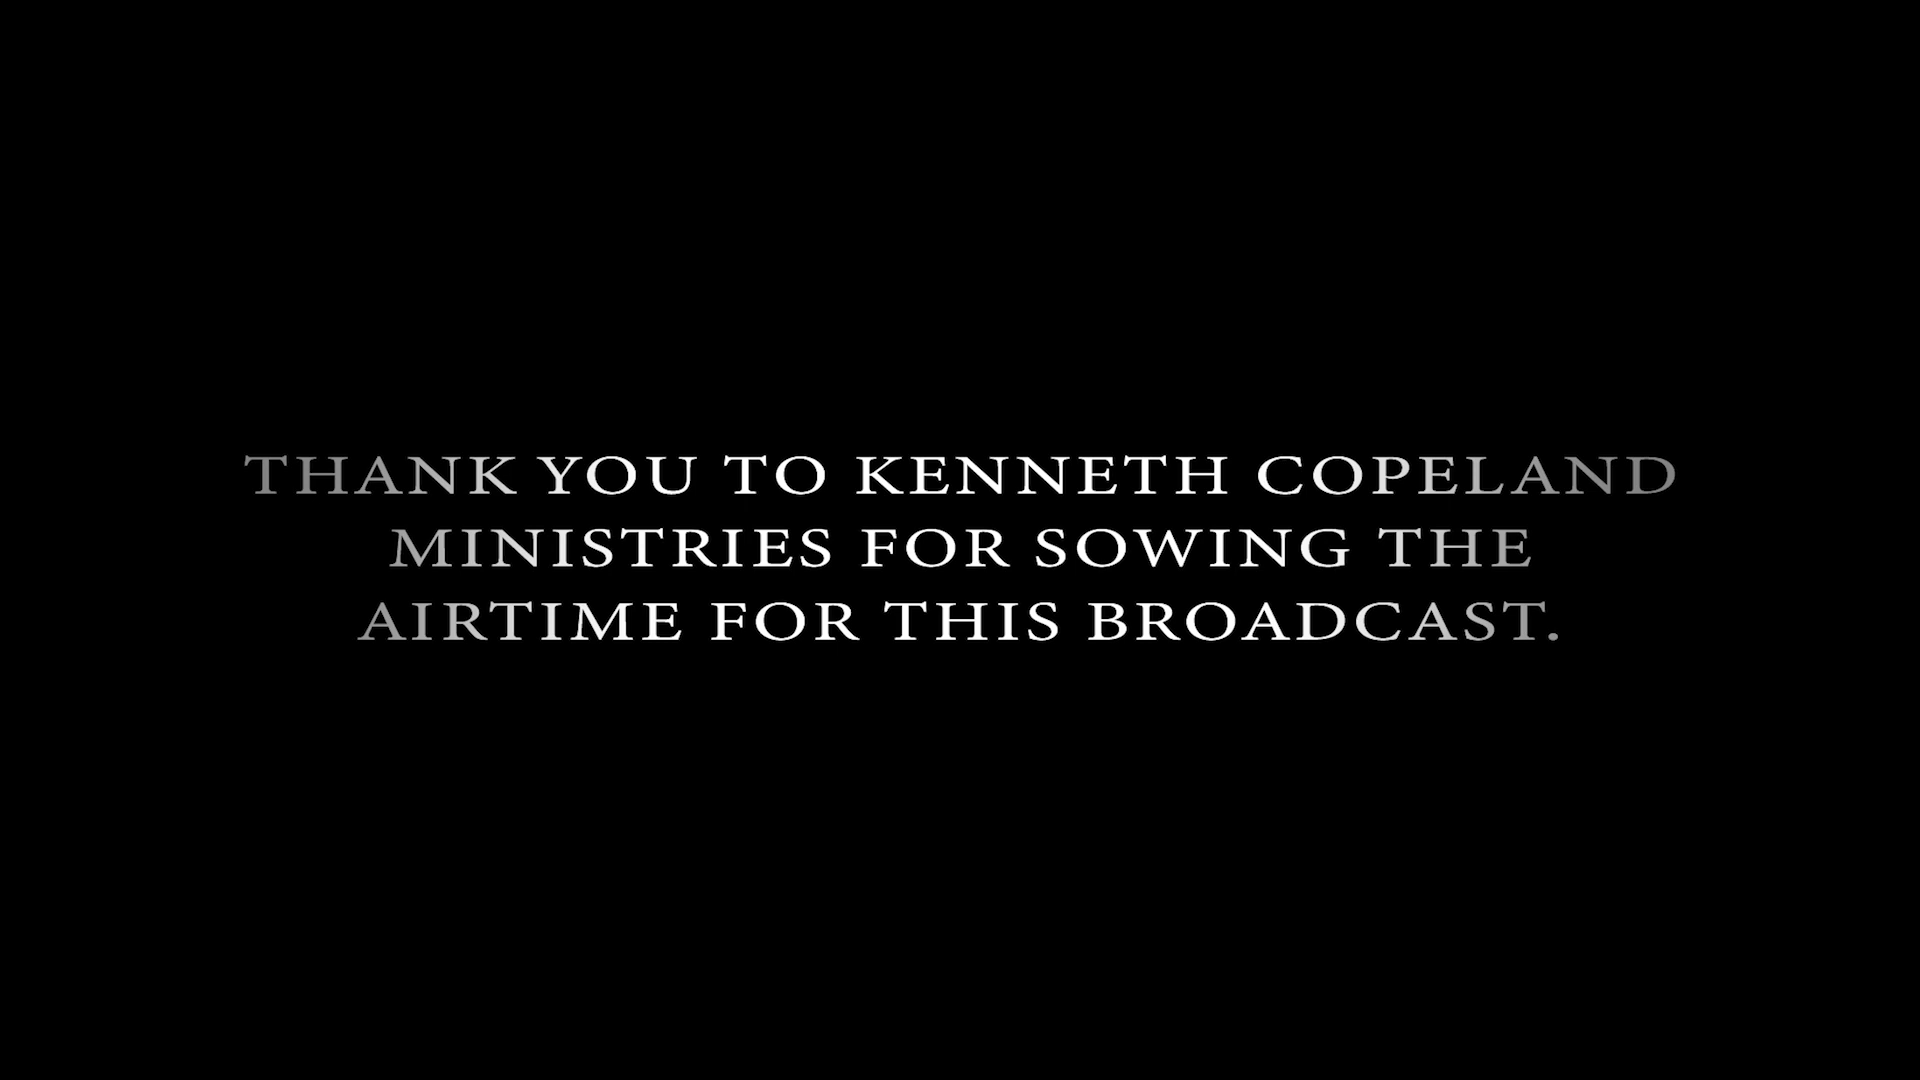 THANK YOU TO KENNETH COPELAND
MINISTRIES FOR SOWING THE
AIRTIME FOR THIS BROADCAST.